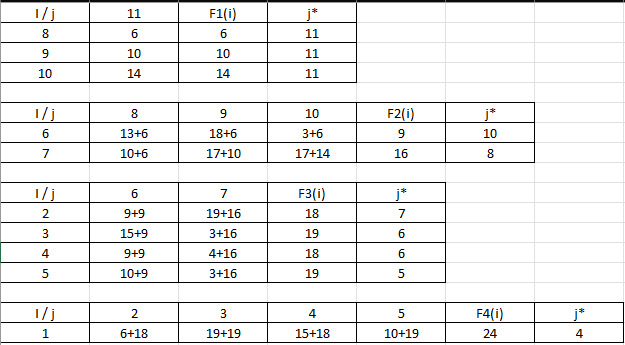 I / j 11 F1(i) j*
8 6 6 11
9 10 10 11
10 14 14 11
I / j 8 9 10 F2(i) j*
6 13+6 18+6 3+6 9 10
7 10+6 17+10 17+14 16 8
I / j 6 7 F3(i) j*
2 9+9 19+16 18 7
3 15+9 3+16 19 6
4 9+9 4+16 18 6
5 10+9 3+16 19 5
I / j 2 3 4 5 F4(i) j*
1 6+18 19+19 15+18 10+19 24 4